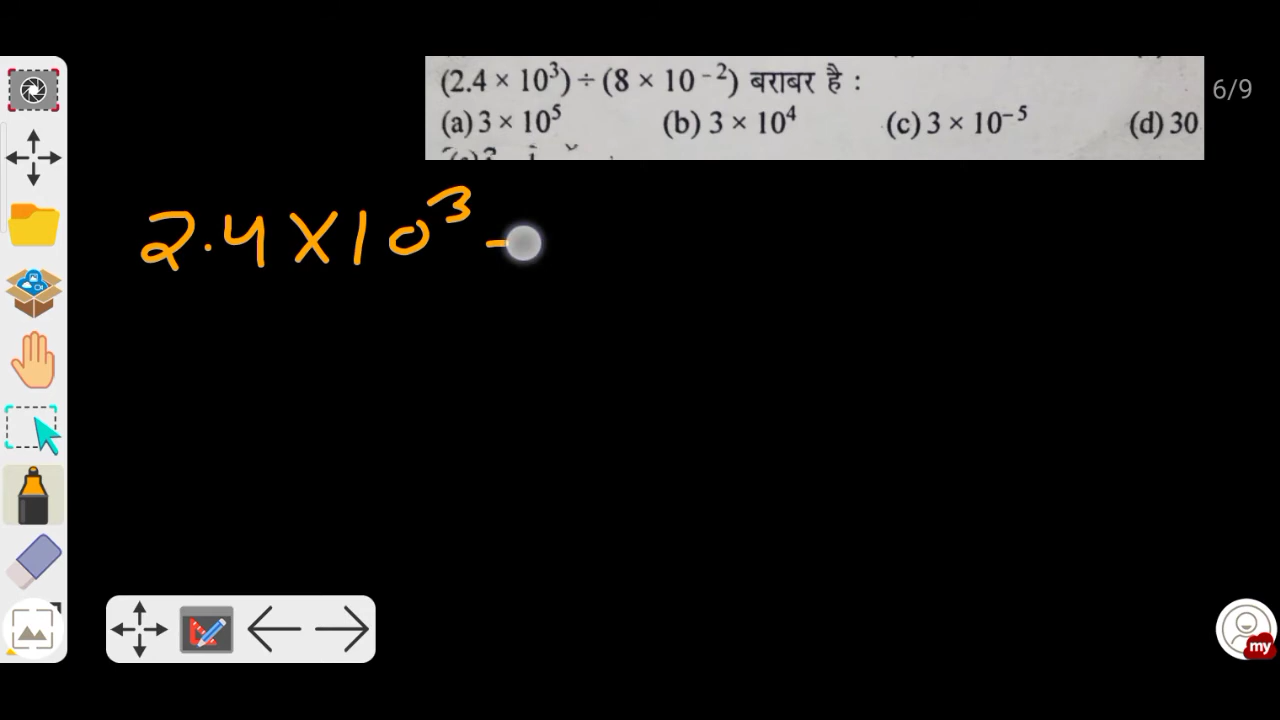 (2.4 × 10³) ÷ (8 × 10⁻²) बराबर है :
6/9
(a) 3 × 10⁵ (b) 3 × 10⁴ (c) 3 × 10⁻⁵ (d) 30
2.4 X 10³ -
my